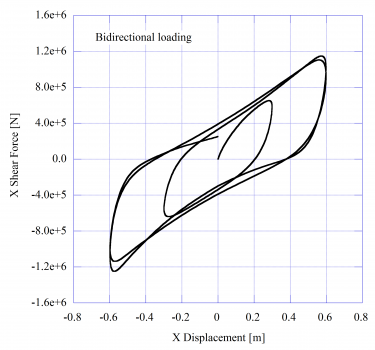 1.6e+6
Bidirectional loading
1.2e+6
8.0e+5
4.0e+5
0.0
-4.0e+5
-8.0e+5
-1.2e+6
-1.6e+6
X Shear Force [N]
-0.8 -0.6 -0.4 -0.2 0 0.2 0.4 0.6 0.8
X Displacement [m]